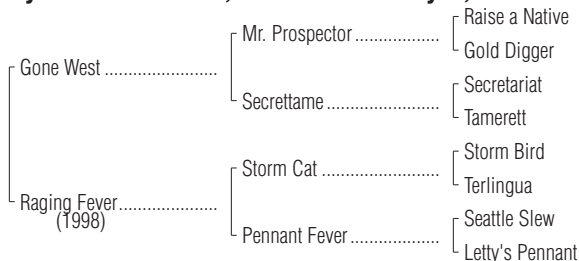 Raise a Native
Mr. Prospector ..................
Gold Digger
Gone West ........................
Secretariat
Secrettame ........................
Tamerett
Storm Bird
Storm Cat .........................
Terlingua
Raging Fever.....................
(1998)
Seattle Slew
Pennant Fever ...................
Letty's Pennant